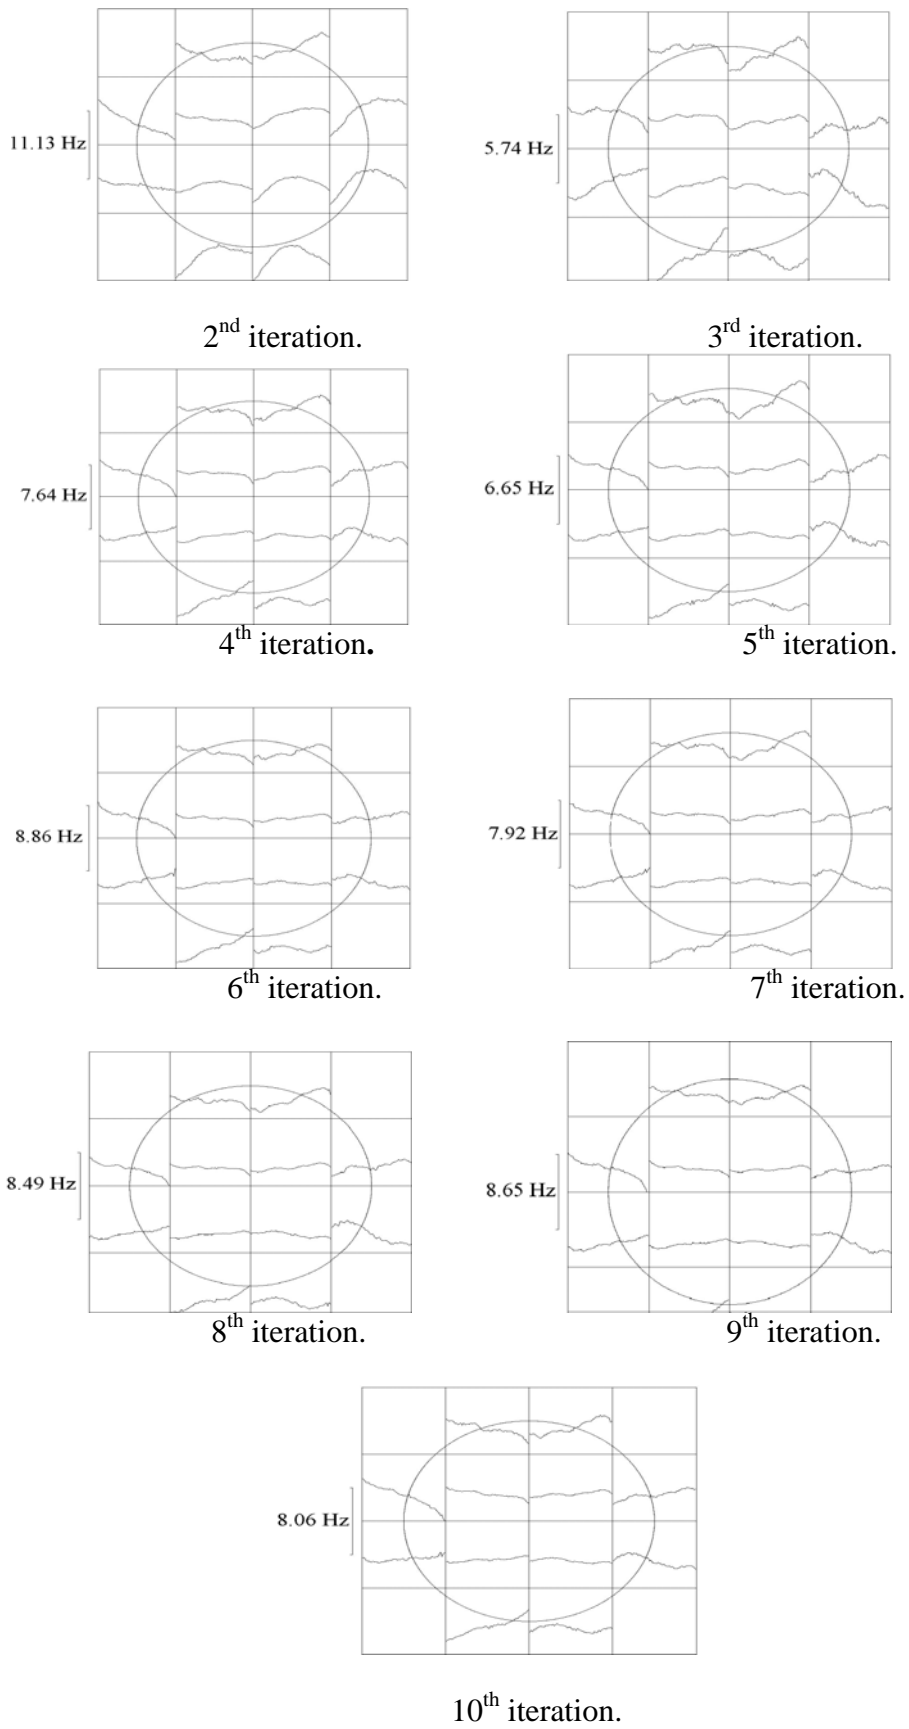 11.13 Hz
5.74 Hz
2nd iteration.
3rd iteration.
7.64 Hz
6.65 Hz
4th iteration.
5th iteration.
8.86 Hz
7.92 Hz
6th iteration.
7th iteration.
8.49 Hz
8.65 Hz
8th iteration.
9th iteration.
8.06 Hz
10th iteration.